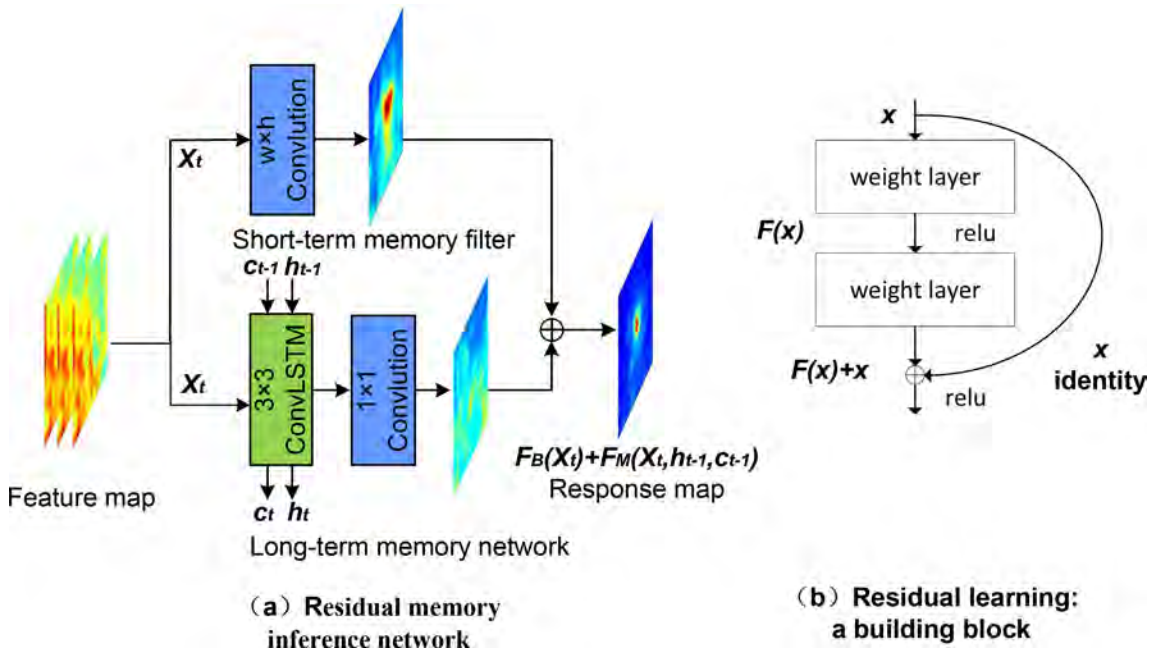 Xt
w×h
Convlution
Short-term memory filter
ct-1 ht-1
Xt
3×3
ConvLSTM
1×1
Convlution
ct ht
Long-term memory network
Feature map
FB(Xt)+FM(Xt,ht-1,ct-1)
Response map
(a) Residual memory
inference network
x
weight layer
F(x)
relu
weight layer
F(x)+x
relu
x
identity
(b) Residual learning:
a building block